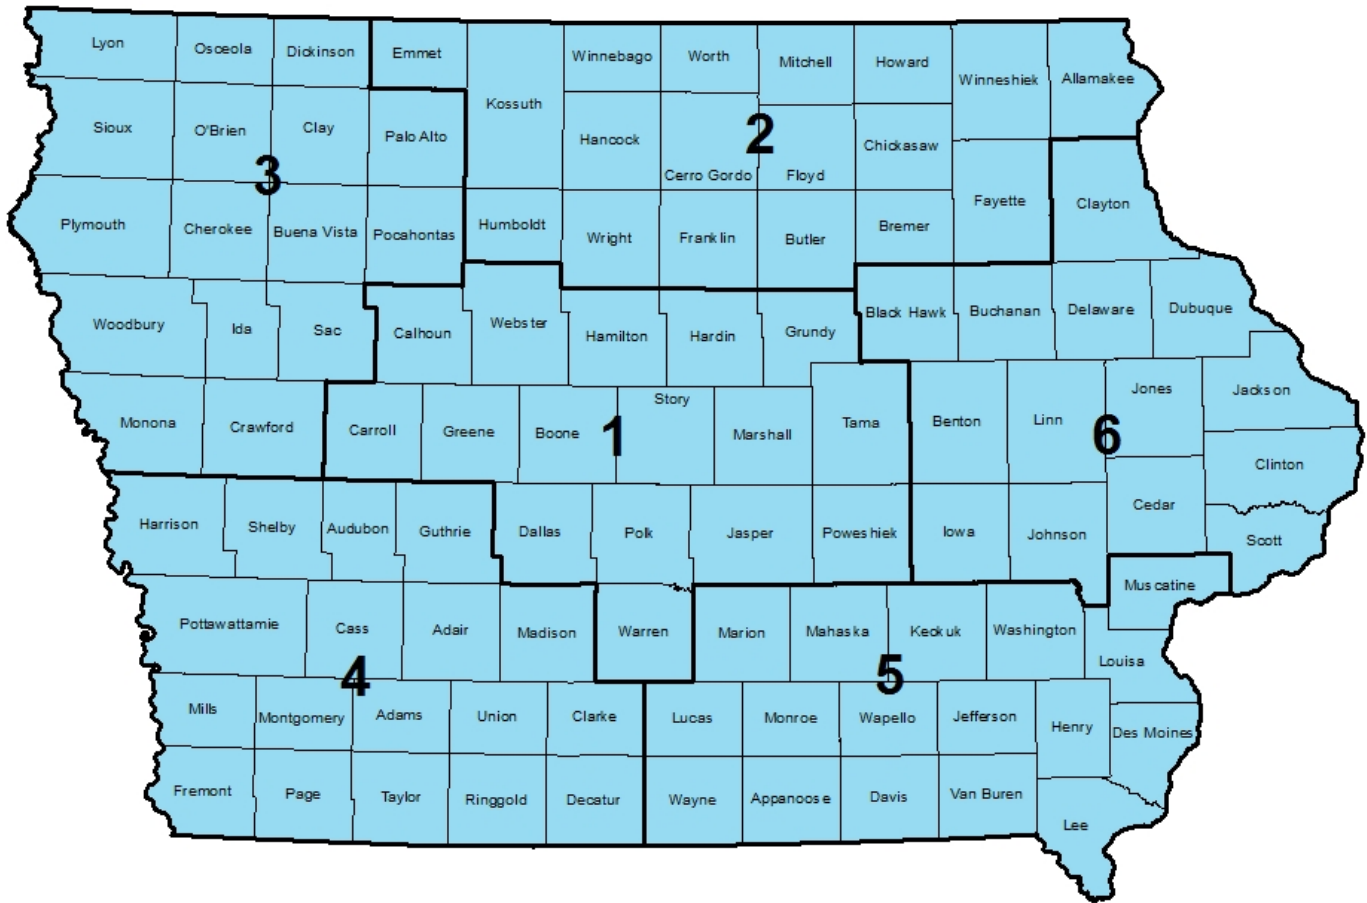 Lyon
Osceola
Dickinson
Emmet
Kossuth
Winnebago
Worth
Mitchell
Howard
Winneshiek
Allamakee
Sioux
O'Brien
Clay
Palo Alto
Hancock
Cerro Gordo
Floyd
Chickasaw
2
3
Fayette
Clayton
Plymouth
Cherokee
Buena Vista
Pocahontas
Humboldt
Wright
Franklin
Butler
Bremer
Woodbury
Ida
Sac
Calhoun
Webster
Hamilton
Hardin
Grundy
Black Hawk
Buchanan
Delaware
Dubuque
Monona
Crawford
Carroll
Greene
Boone
1
Story
Marshall
Tama
Benton
Linn
6
Jones
Jackson
Clinton
Harrison
Shelby
Audubon
Guthrie
Dallas
Polk
Jasper
Poweshiek
Iowa
Johnson
Cedar
Scott
Muscatine
Pottawattamie
Cass
Adair
Madison
Warren
Marion
Mahaska
Keokuk
Washington
Louisa
4
5
Mills
Montgomery
Adams
Union
Clarke
Lucas
Monroe
Wapello
Jefferson
Henry
Des Moines
Fremont
Page
Taylor
Ringgold
Decatur
Wayne
Appanoose
Davis
Van Buren
Lee